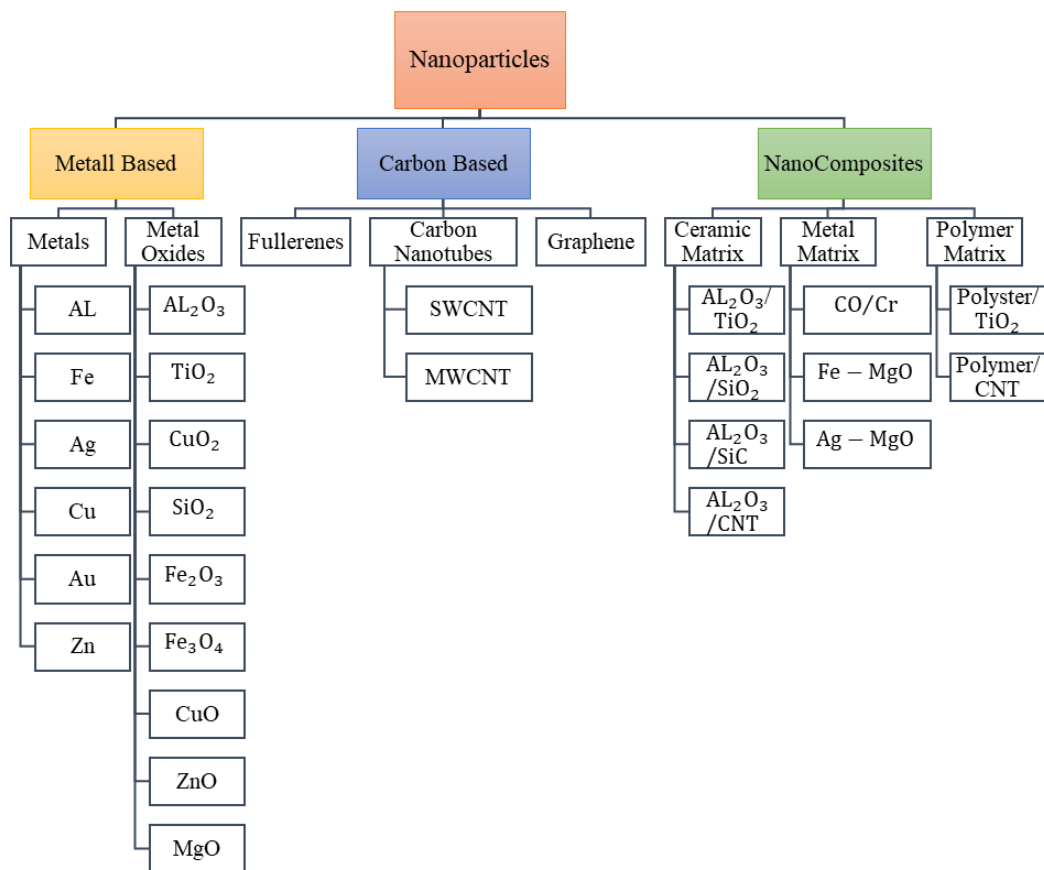 Nanoparticles
Metall Based
Carbon Based
NanoComposites
Metals
Metal
Oxides
Fullerenes
Carbon
Nanotubes
Graphene
Ceramic
Matrix
Metal
Matrix
Polymer
Matrix
AL
Fe
Ag
Cu
Au
Zn
AL₂O₃
TiO₂
CuO₂
SiO₂
Fe₂O₃
Fe₃O₄
CuO
ZnO
MgO
SWCNT
MWCNT
AL₂O₃/
TiO₂
AL₂O₃
/SiO₂
AL₂O₃
/SiC
AL₂O₃
/CNT
CO/Cr
Fe − MgO
Ag − MgO
Polyster/
TiO₂
Polymer/
CNT